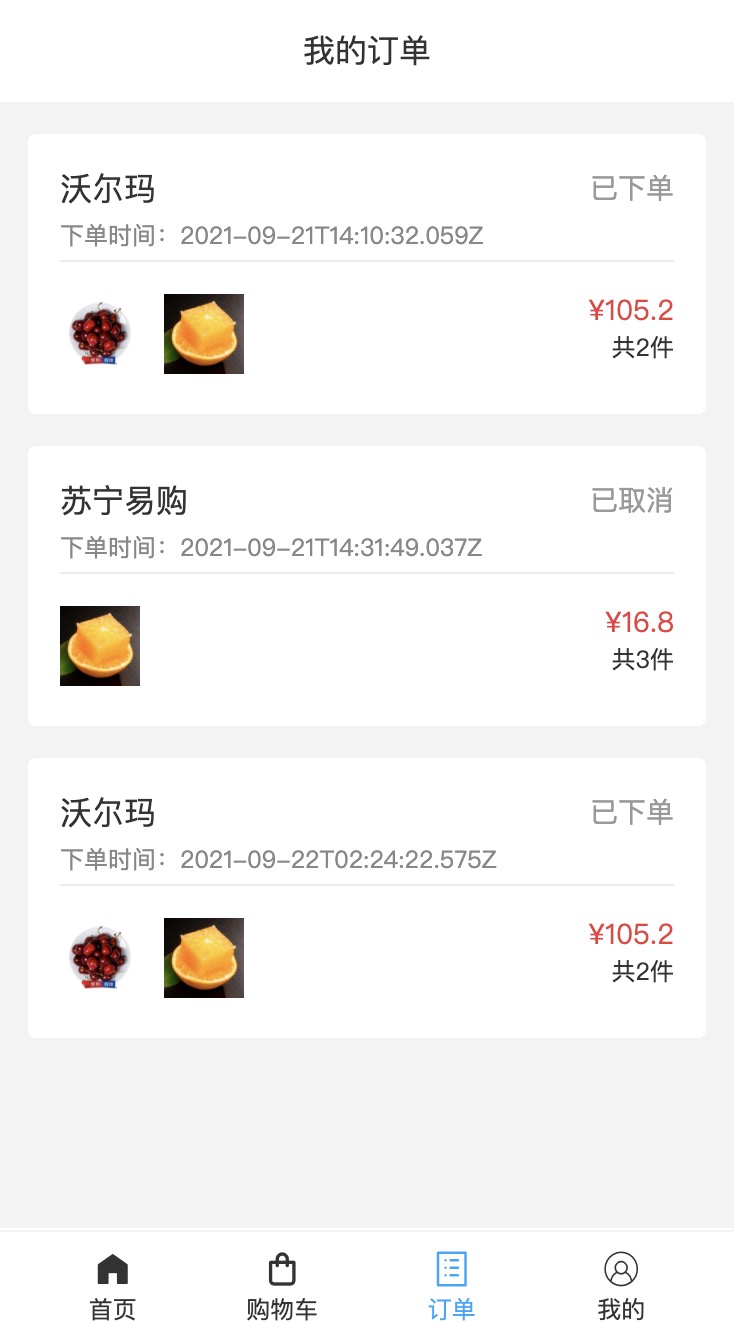 我的订单
沃尔玛
已下单
下单时间：2021-09-21T14:10:32.059Z
¥105.2
共2件
苏宁易购
已取消
下单时间：2021-09-21T14:31:49.037Z
¥16.8
共3件
沃尔玛
已下单
下单时间：2021-09-22T02:24:22.575Z
¥105.2
共2件
首页
购物车
订单
我的